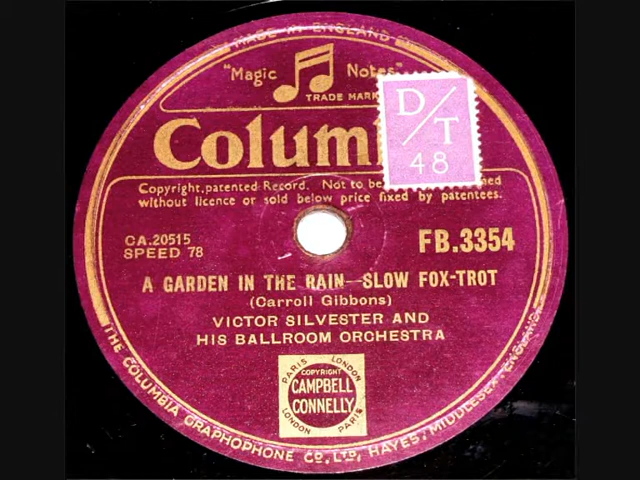 MADE IN ENGLAND
"Magic Notes"
TRADE MARK
Colum
D/T
48
Copyright, patented Record. Not to be
without licence or sold below price fixed by patentees.
CA.20515
SPEED 78
FB.3354
A GARDEN IN THE RAIN—SLOW FOX-TROT
(Carroll Gibbons)
VICTOR SILVESTER AND
HIS BALLROOM ORCHESTRA
PARIS LONDON
COPYRIGHT
CAMPBELL
CONNELLY
LONDON PARIS
THE COLUMBIA GRAPHOPHONE CO., LTD., HAYES, MIDDLESEX, ENGLAND